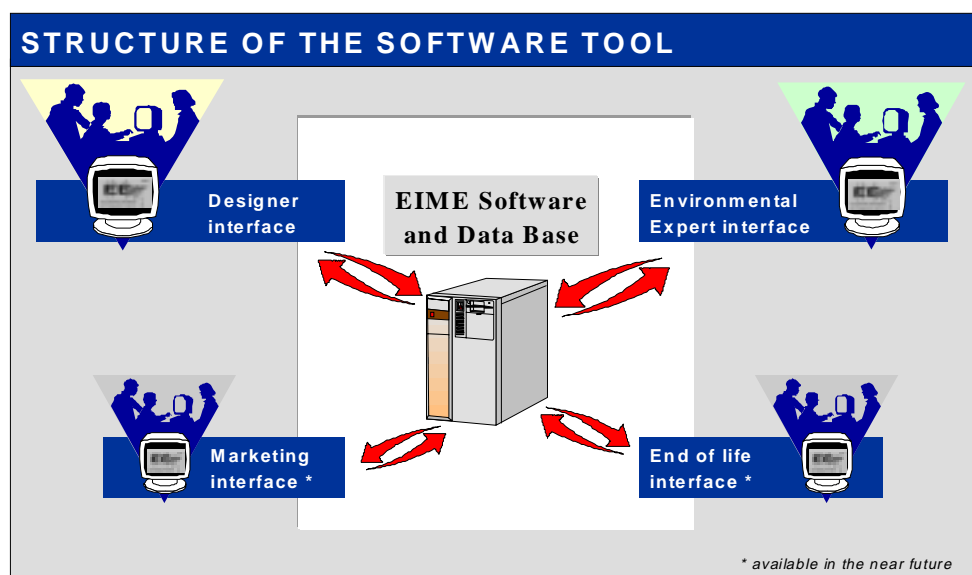 STRUCTURE OF THE SOFTWARE TOOL
Designer
interface
EIME Software
and Data Base
Environmental
Expert interface
Marketing
interface *
End of life
interface *
* available in the near future